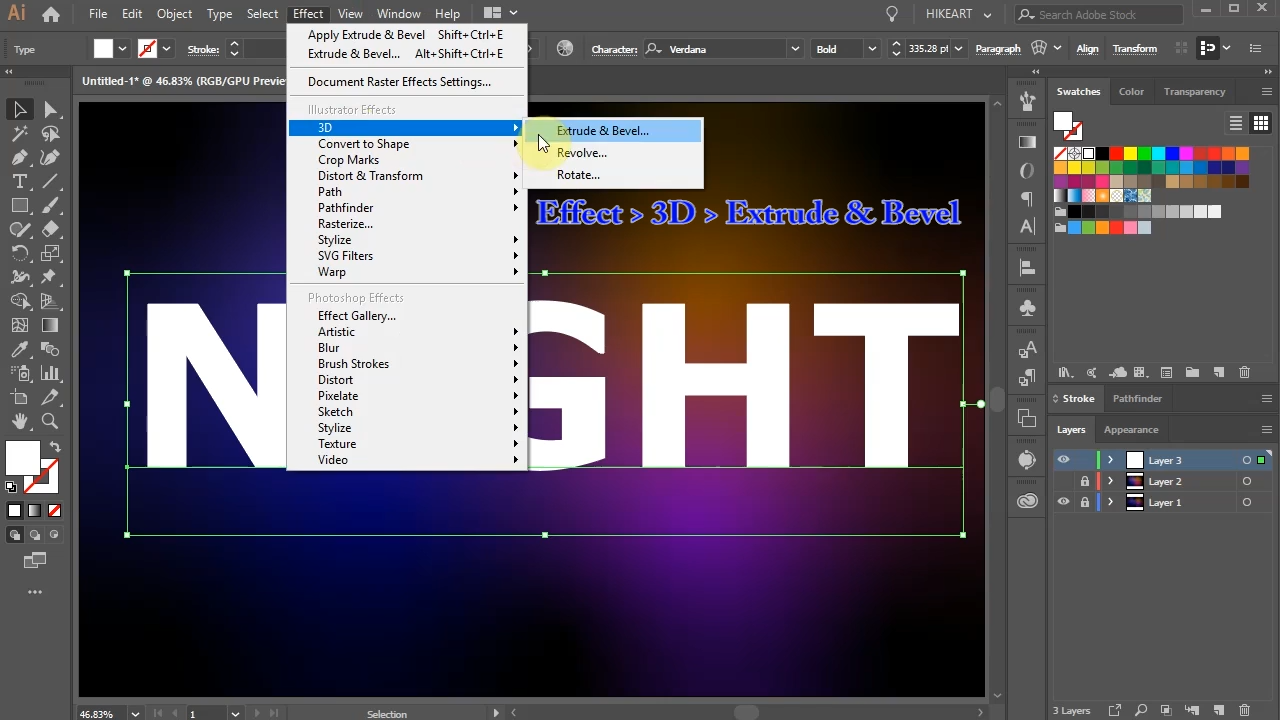 Ai File Edit Object Type Select Effect View Window Help HIKEART Search Adobe Stock
Type Stroke: Character: Verdana Bold 335.28 pt Paragraph Align Transform
Untitled-1* @ 46.83% (RGB/GPU Previe
Apply Extrude & Bevel Shift+Ctrl+E
Extrude & Bevel... Alt+Shift+Ctrl+E
Document Raster Effects Settings...
Illustrator Effects
3D
Convert to Shape
Crop Marks
Distort & Transform
Path
Pathfinder
Rasterize...
Stylize
SVG Filters
Warp
Photoshop Effects
Effect Gallery...
Artistic
Blur
Brush Strokes
Distort
Pixelate
Sketch
Stylize
Texture
Video
Extrude & Bevel...
Revolve...
Rotate...
Effect > 3D > Extrude & Bevel
N GHT
Swatches Color Transparency
Stroke Pathfinder
Layers Appearance
Layer 3
Layer 2
Layer 1
3 Layers
46.83% 1 Selection